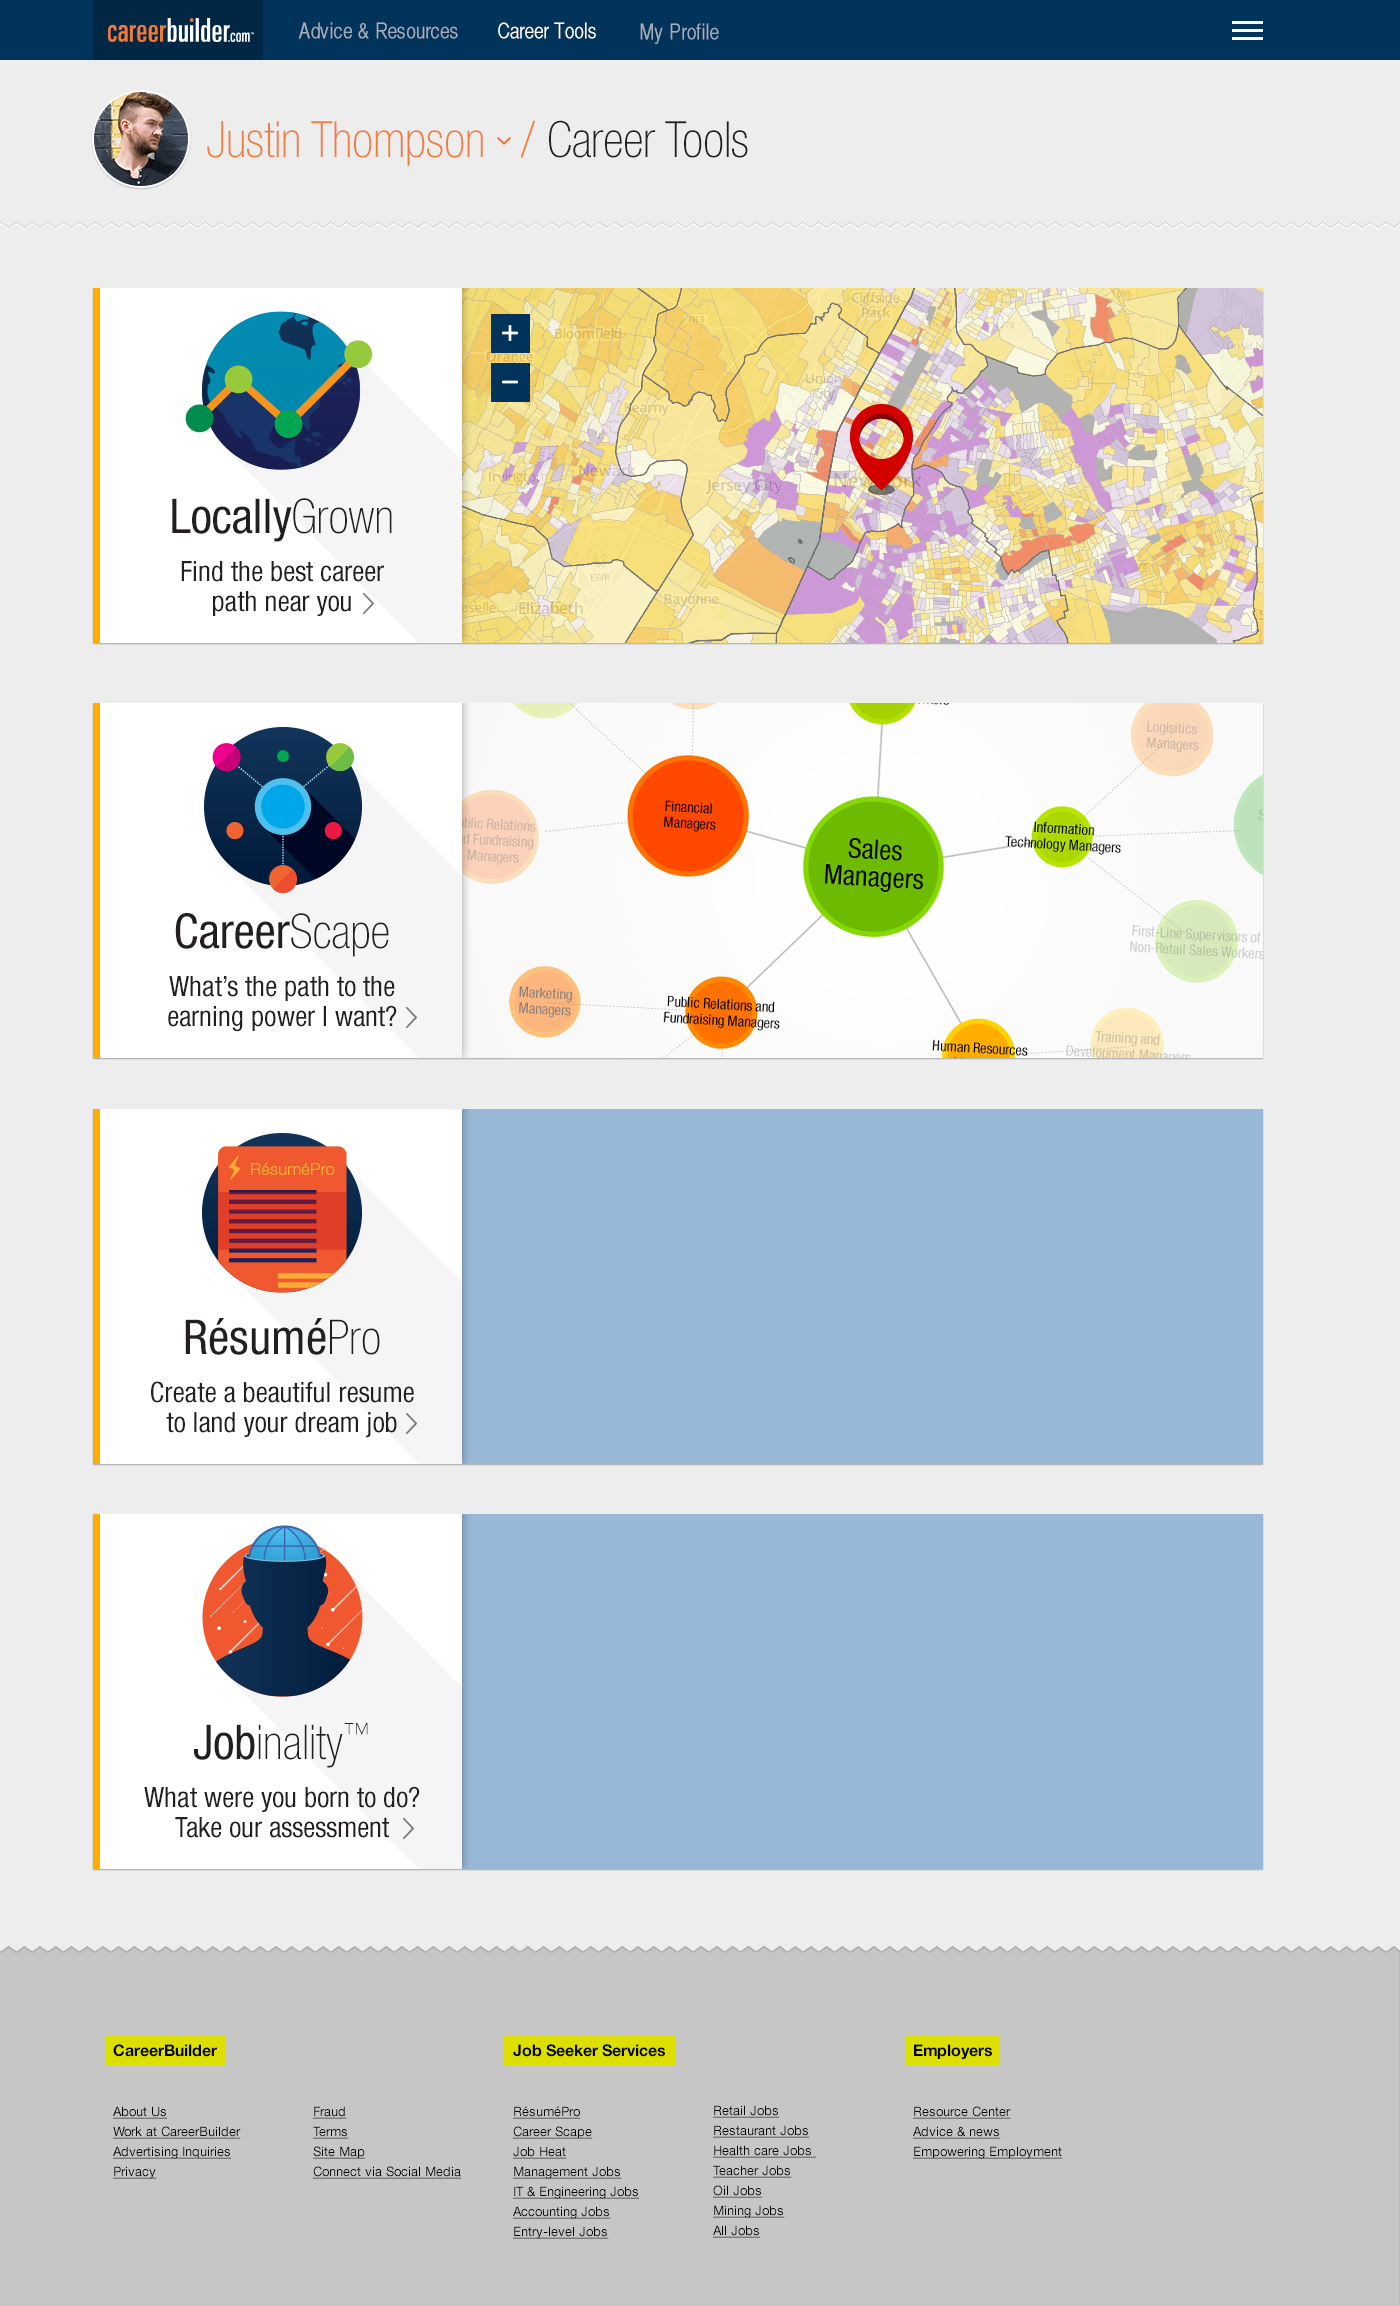 careerbuilder.com
Advice & Resources
Career Tools
My Profile
Justin Thompson / Career Tools
LocallyGrown
Find the best career
path near you
Cliffside
Park
Bloomfield
Orange
Union
City
Kearny
Newark
Irvington
Jersey City
New York
EWR
Bayonne
Elizabeth
CareerScape
What's the path to the
earning power I want?
Logisitics
Managers
Financial
Managers
Sales
Managers
Information
Technology Managers
blic Relations
d Fundraising
Managers
First-Line Supervisors of
Non-Retail Sales Workers
Marketing
Managers
Public Relations and
Fundraising Managers
Human Resources
Training and
Development Managers
RésuméPro
RésuméPro
Create a beautiful resume
to land your dream job
Jobinality™
What were you born to do?
Take our assessment
CareerBuilder
About Us
Work at CareerBuilder
Advertising Inquiries
Privacy
Fraud
Terms
Site Map
Connect via Social Media
Job Seeker Services
RésuméPro
Career Scape
Job Heat
Management Jobs
IT & Engineering Jobs
Accounting Jobs
Entry-level Jobs
Retail Jobs
Restaurant Jobs
Health care Jobs
Teacher Jobs
Oil Jobs
Mining Jobs
All Jobs
Employers
Resource Center
Advice & news
Empowering Employment